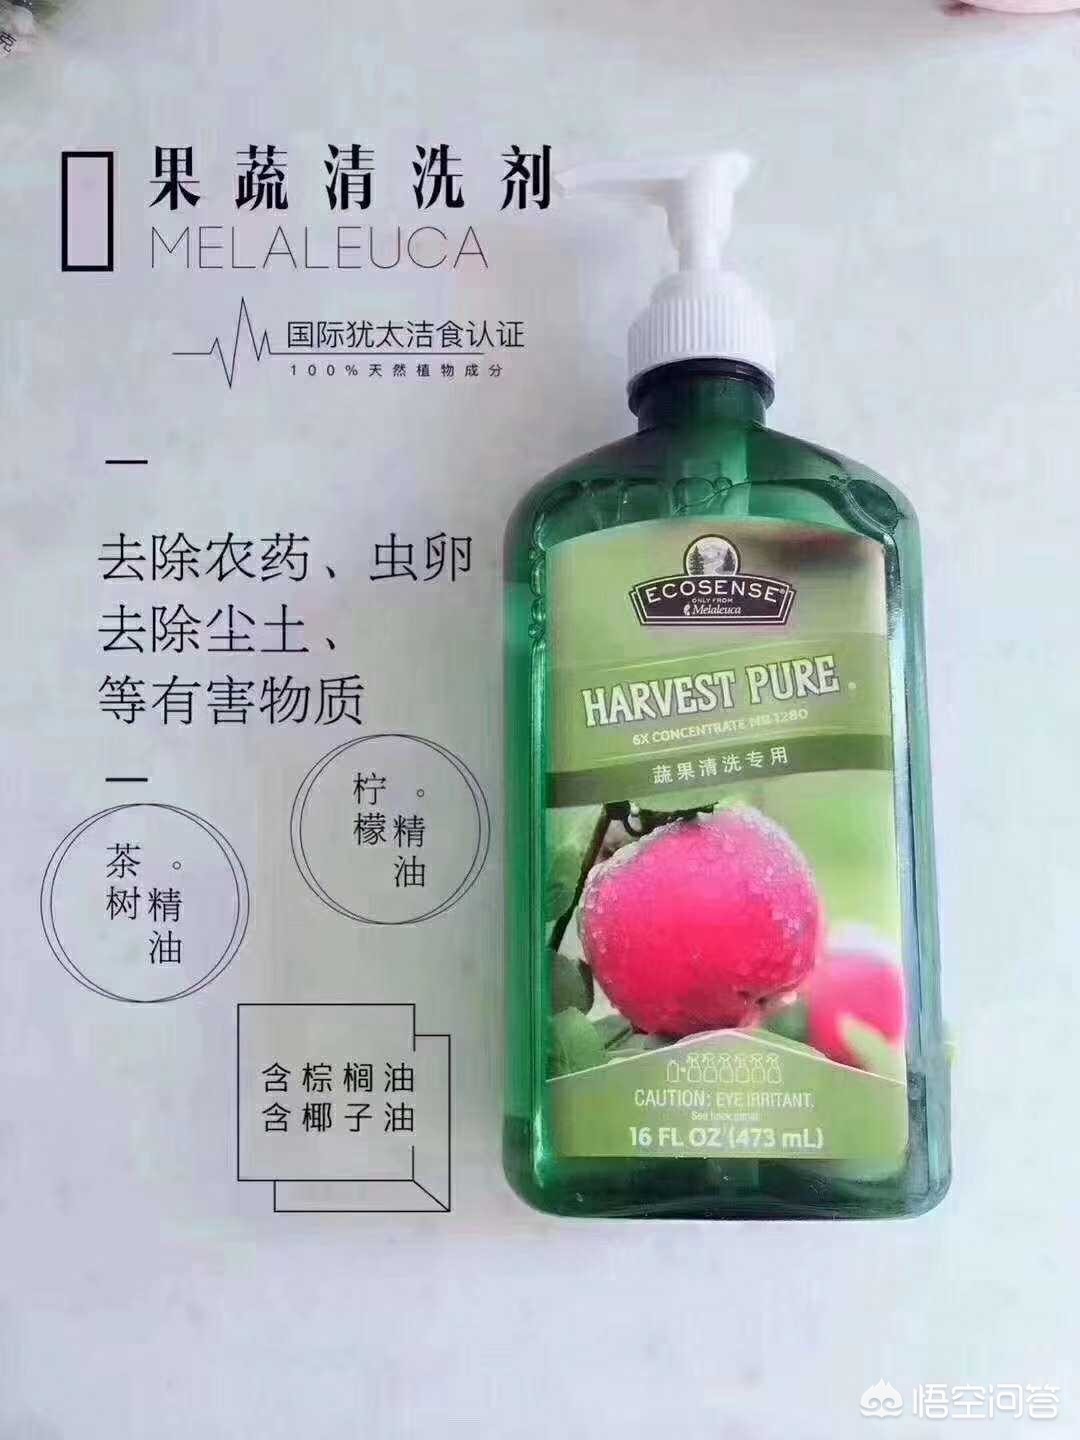 果蔬清洗剂
MELALEUCA
国际犹太洁食认证
100%天然植物成分
去除农药、虫卵
去除尘土、
等有害物质
柠檬精油
茶树精油
含棕榈油
含椰子油
ECOSENSE
ONLY FROM
Melaleuca
HARVEST PURE
6X CONCENTRATE
蔬果清洗专用
CAUTION: EYE IRRITANT.
See back panel
16 FL OZ (473 mL)
悟空问答